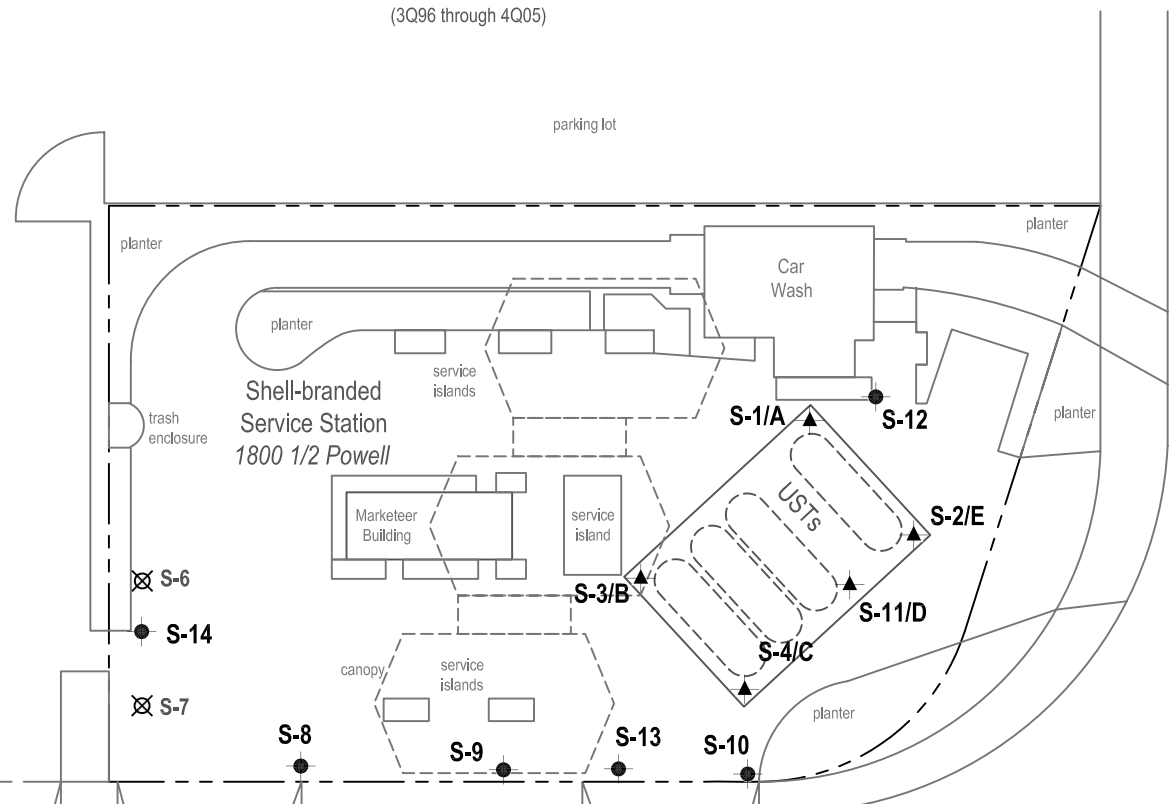 (3Q96 through 4Q05)
parking lot
planter
planter
Car
Wash
planter
service
islands
Shell-branded
Service Station
1800 1/2 Powell
trash
enclosure
S-1/A
S-12
planter
USTs
S-2/E
Marketeer
Building
service
island
S-6
S-3/B
S-11/D
S-14
S-4/C
canopy
service
islands
S-7
planter
S-8
S-9
S-13
S-10